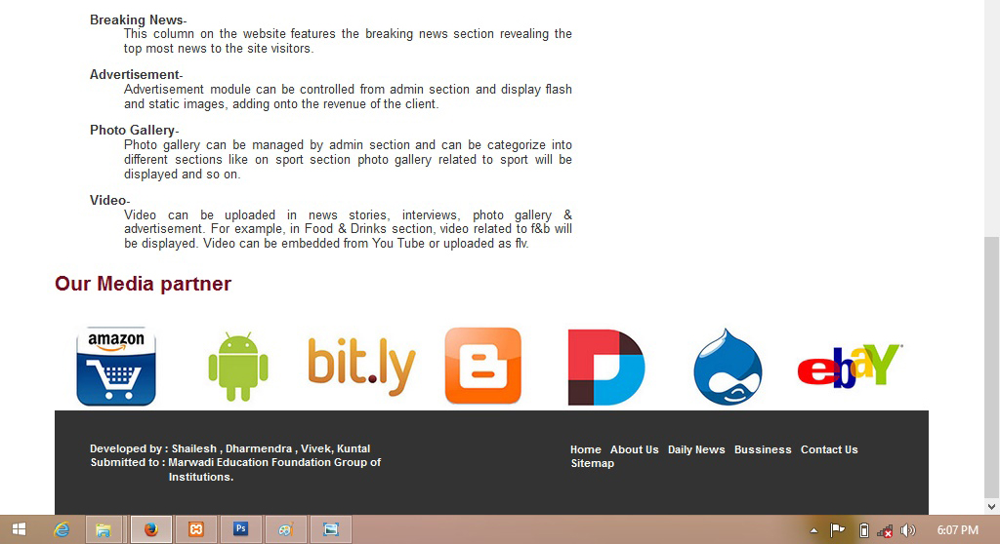 Breaking News-
This column on the website features the breaking news section revealing the
top most news to the site visitors.
Advertisement-
Advertisement module can be controlled from admin section and display flash
and static images, adding onto the revenue of the client.
Photo Gallery-
Photo gallery can be managed by admin section and can be categorize into
different sections like on sport section photo gallery related to sport will be
displayed and so on.
Video-
Video can be uploaded in news stories, interviews, photo gallery &
advertisement. For example, in Food & Drinks section, video related to f&b will
be displayed. Video can be embedded from You Tube or uploaded as flv.
Our Media partner
amazon
bit.ly
ebay
Developed by : Shailesh , Dharmendra , Vivek, Kuntal
Submitted to : Marwadi Education Foundation Group of
Institutions.
Home About Us Daily News Bussiness Contact Us
Sitemap
Ps
6:07 PM